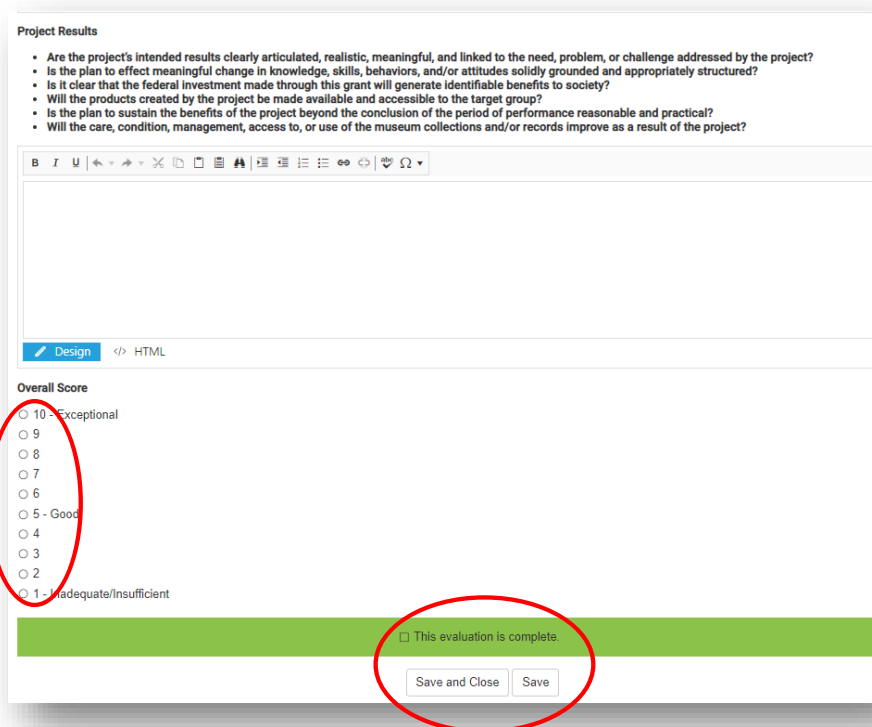 Project Results
• Are the project's intended results clearly articulated, realistic, meaningful, and linked to the need, problem, or challenge addressed by the project?
• Is the plan to effect meaningful change in knowledge, skills, behaviors, and/or attitudes solidly grounded and appropriately structured?
• Is it clear that the federal investment made through this grant will generate identifiable benefits to society?
• Will the products created by the project be made available and accessible to the target group?
• Is the plan to sustain the benefits of the project beyond the conclusion of the period of performance reasonable and practical?
• Will the care, condition, management, access to, or use of the museum collections and/or records improve as a result of the project?
B I U abc Ω
Design </> HTML
Overall Score
10 - Exceptional
9
8
7
6
5 - Good
4
3
2
1 - Inadequate/Insufficient
This evaluation is complete.
Save and Close Save